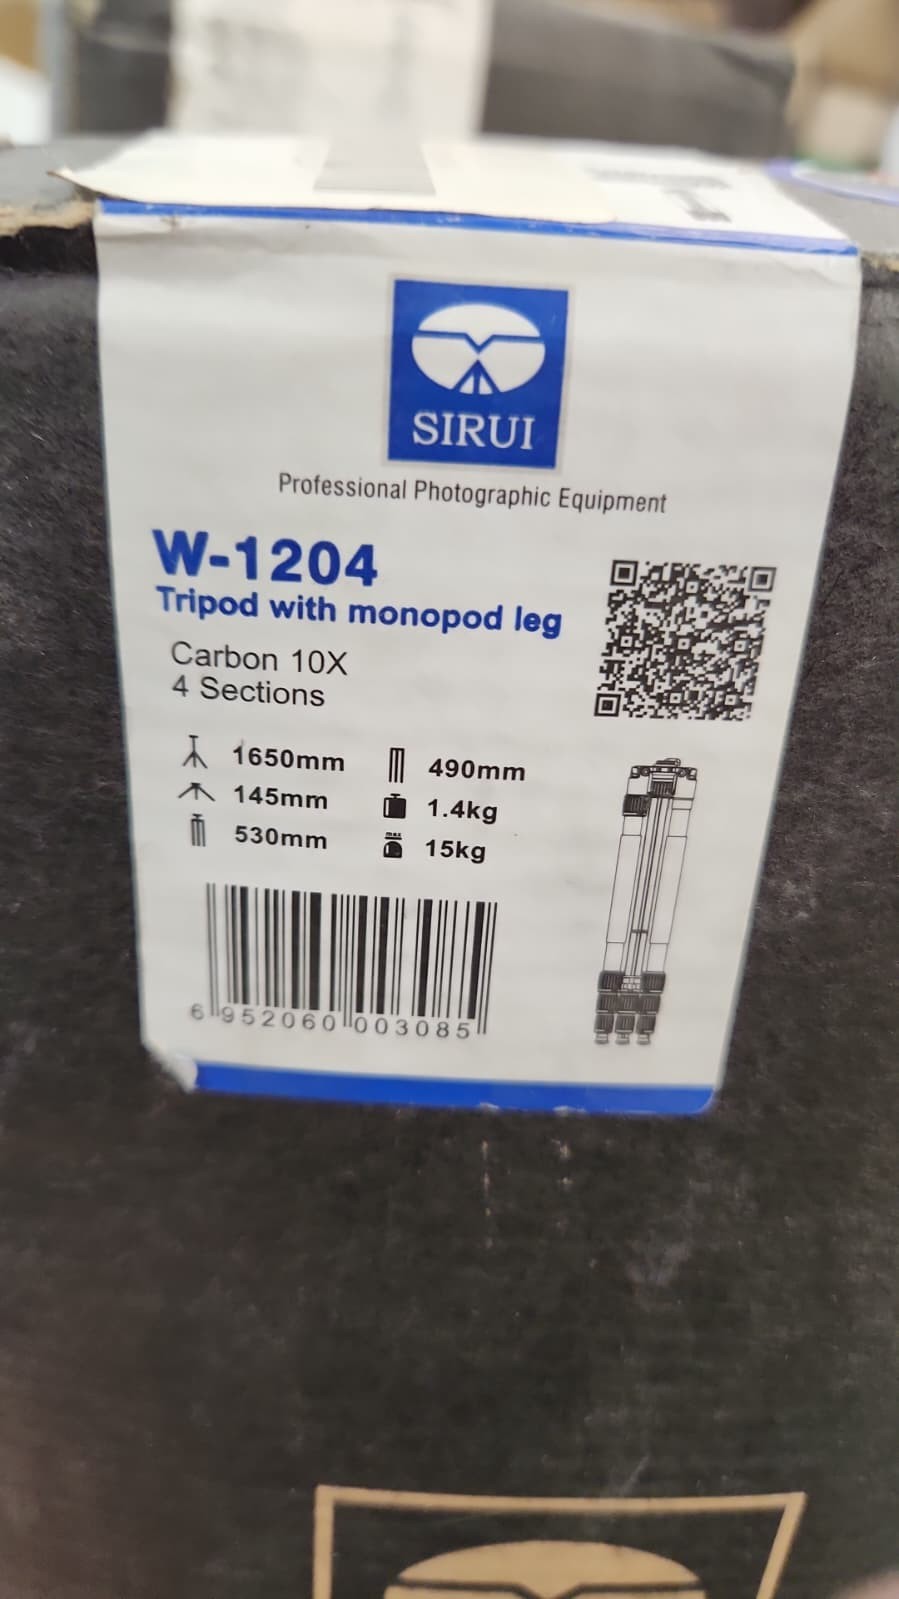 SIRUI
Professional Photographic Equipment
W-1204
Tripod with monopod leg
Carbon 10X
4 Sections
1650mm 490mm
145mm 1.4kg
530mm max 15kg
6 952060 003085